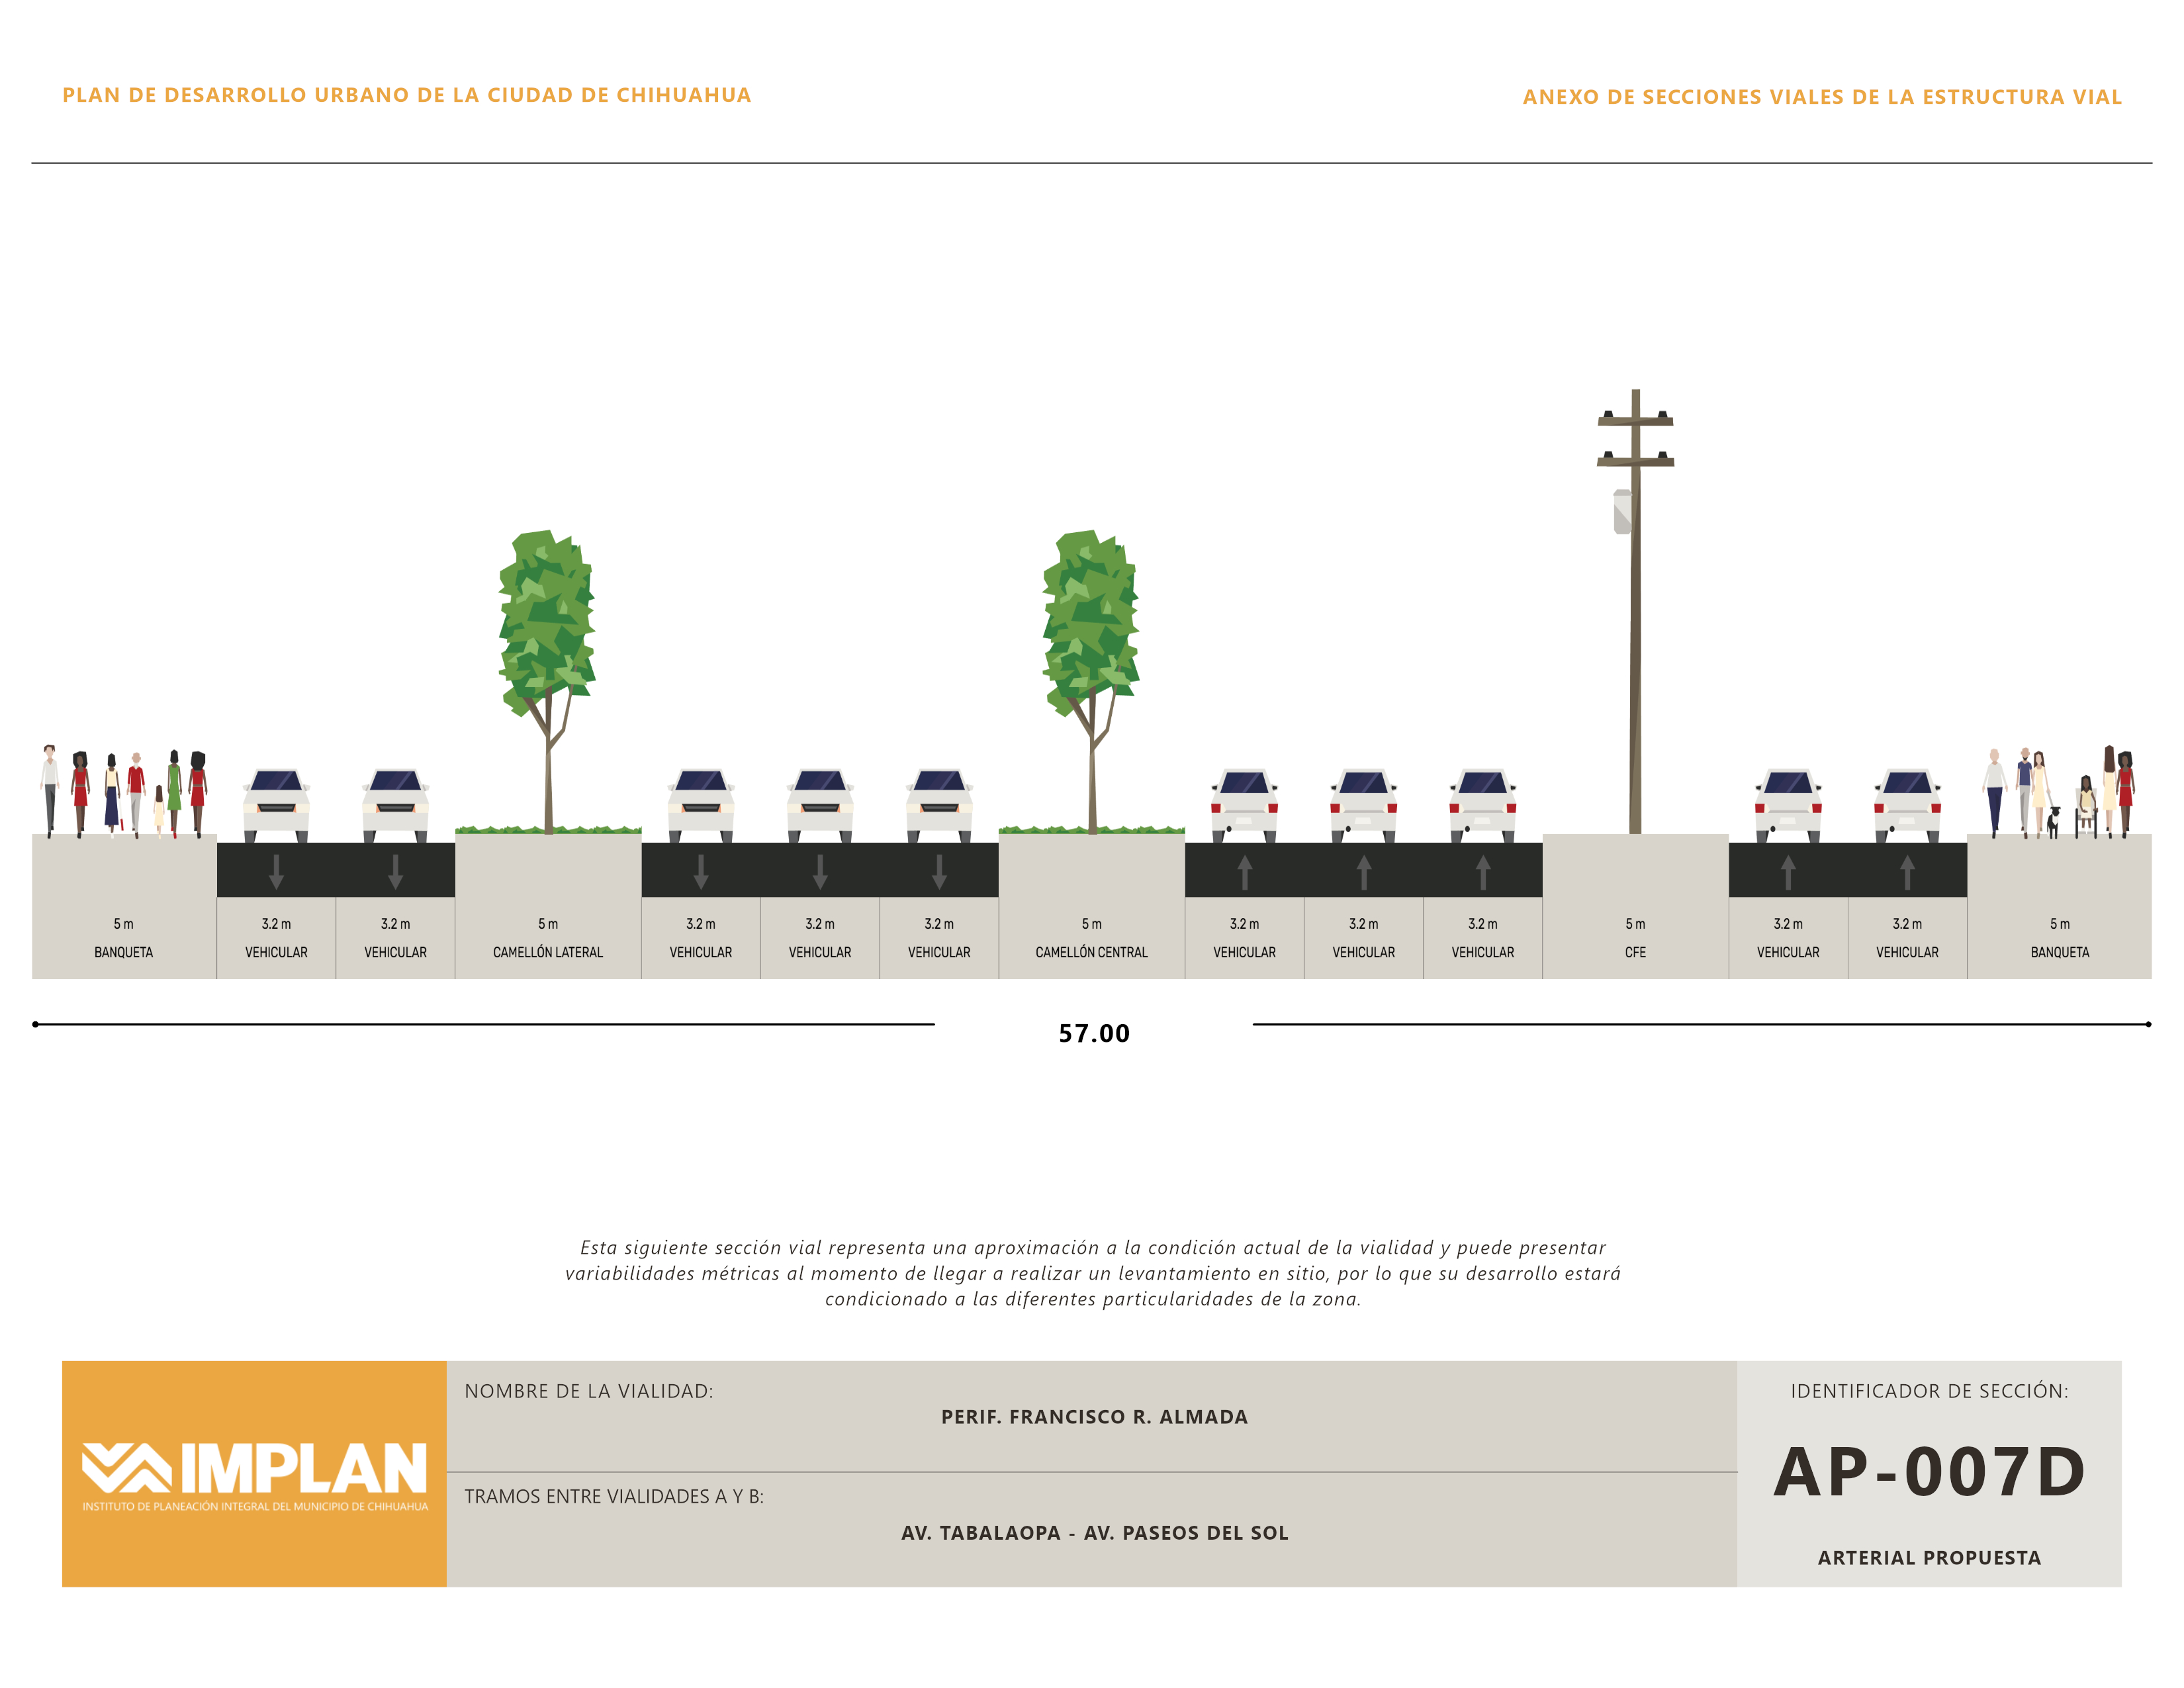 PLAN DE DESARROLLO URBANO DE LA CIUDAD DE CHIHUAHUA
ANEXO DE SECCIONES VIALES DE LA ESTRUCTURA VIAL
5 m 3.2 m 3.2 m 5 m 3.2 m 3.2 m 3.2 m 5 m 3.2 m 3.2 m 3.2 m 5 m 3.2 m 3.2 m 5 m
BANQUETA VEHICULAR VEHICULAR CAMELLÓN LATERAL VEHICULAR VEHICULAR VEHICULAR CAMELLÓN CENTRAL VEHICULAR VEHICULAR VEHICULAR CFE VEHICULAR VEHICULAR BANQUETA
57.00
Esta siguiente sección vial representa una aproximación a la condición actual de la vialidad y puede presentar
variabilidades métricas al momento de llegar a realizar un levantamiento en sitio, por lo que su desarrollo estará
condicionado a las diferentes particularidades de la zona.
IMPLAN
INSTITUTO DE PLANEACIÓN INTEGRAL DEL MUNICIPIO DE CHIHUAHUA
NOMBRE DE LA VIALIDAD:
PERIF. FRANCISCO R. ALMADA
TRAMOS ENTRE VIALIDADES A Y B:
AV. TABALAOPA - AV. PASEOS DEL SOL
IDENTIFICADOR DE SECCIÓN:
AP-007D
ARTERIAL PROPUESTA